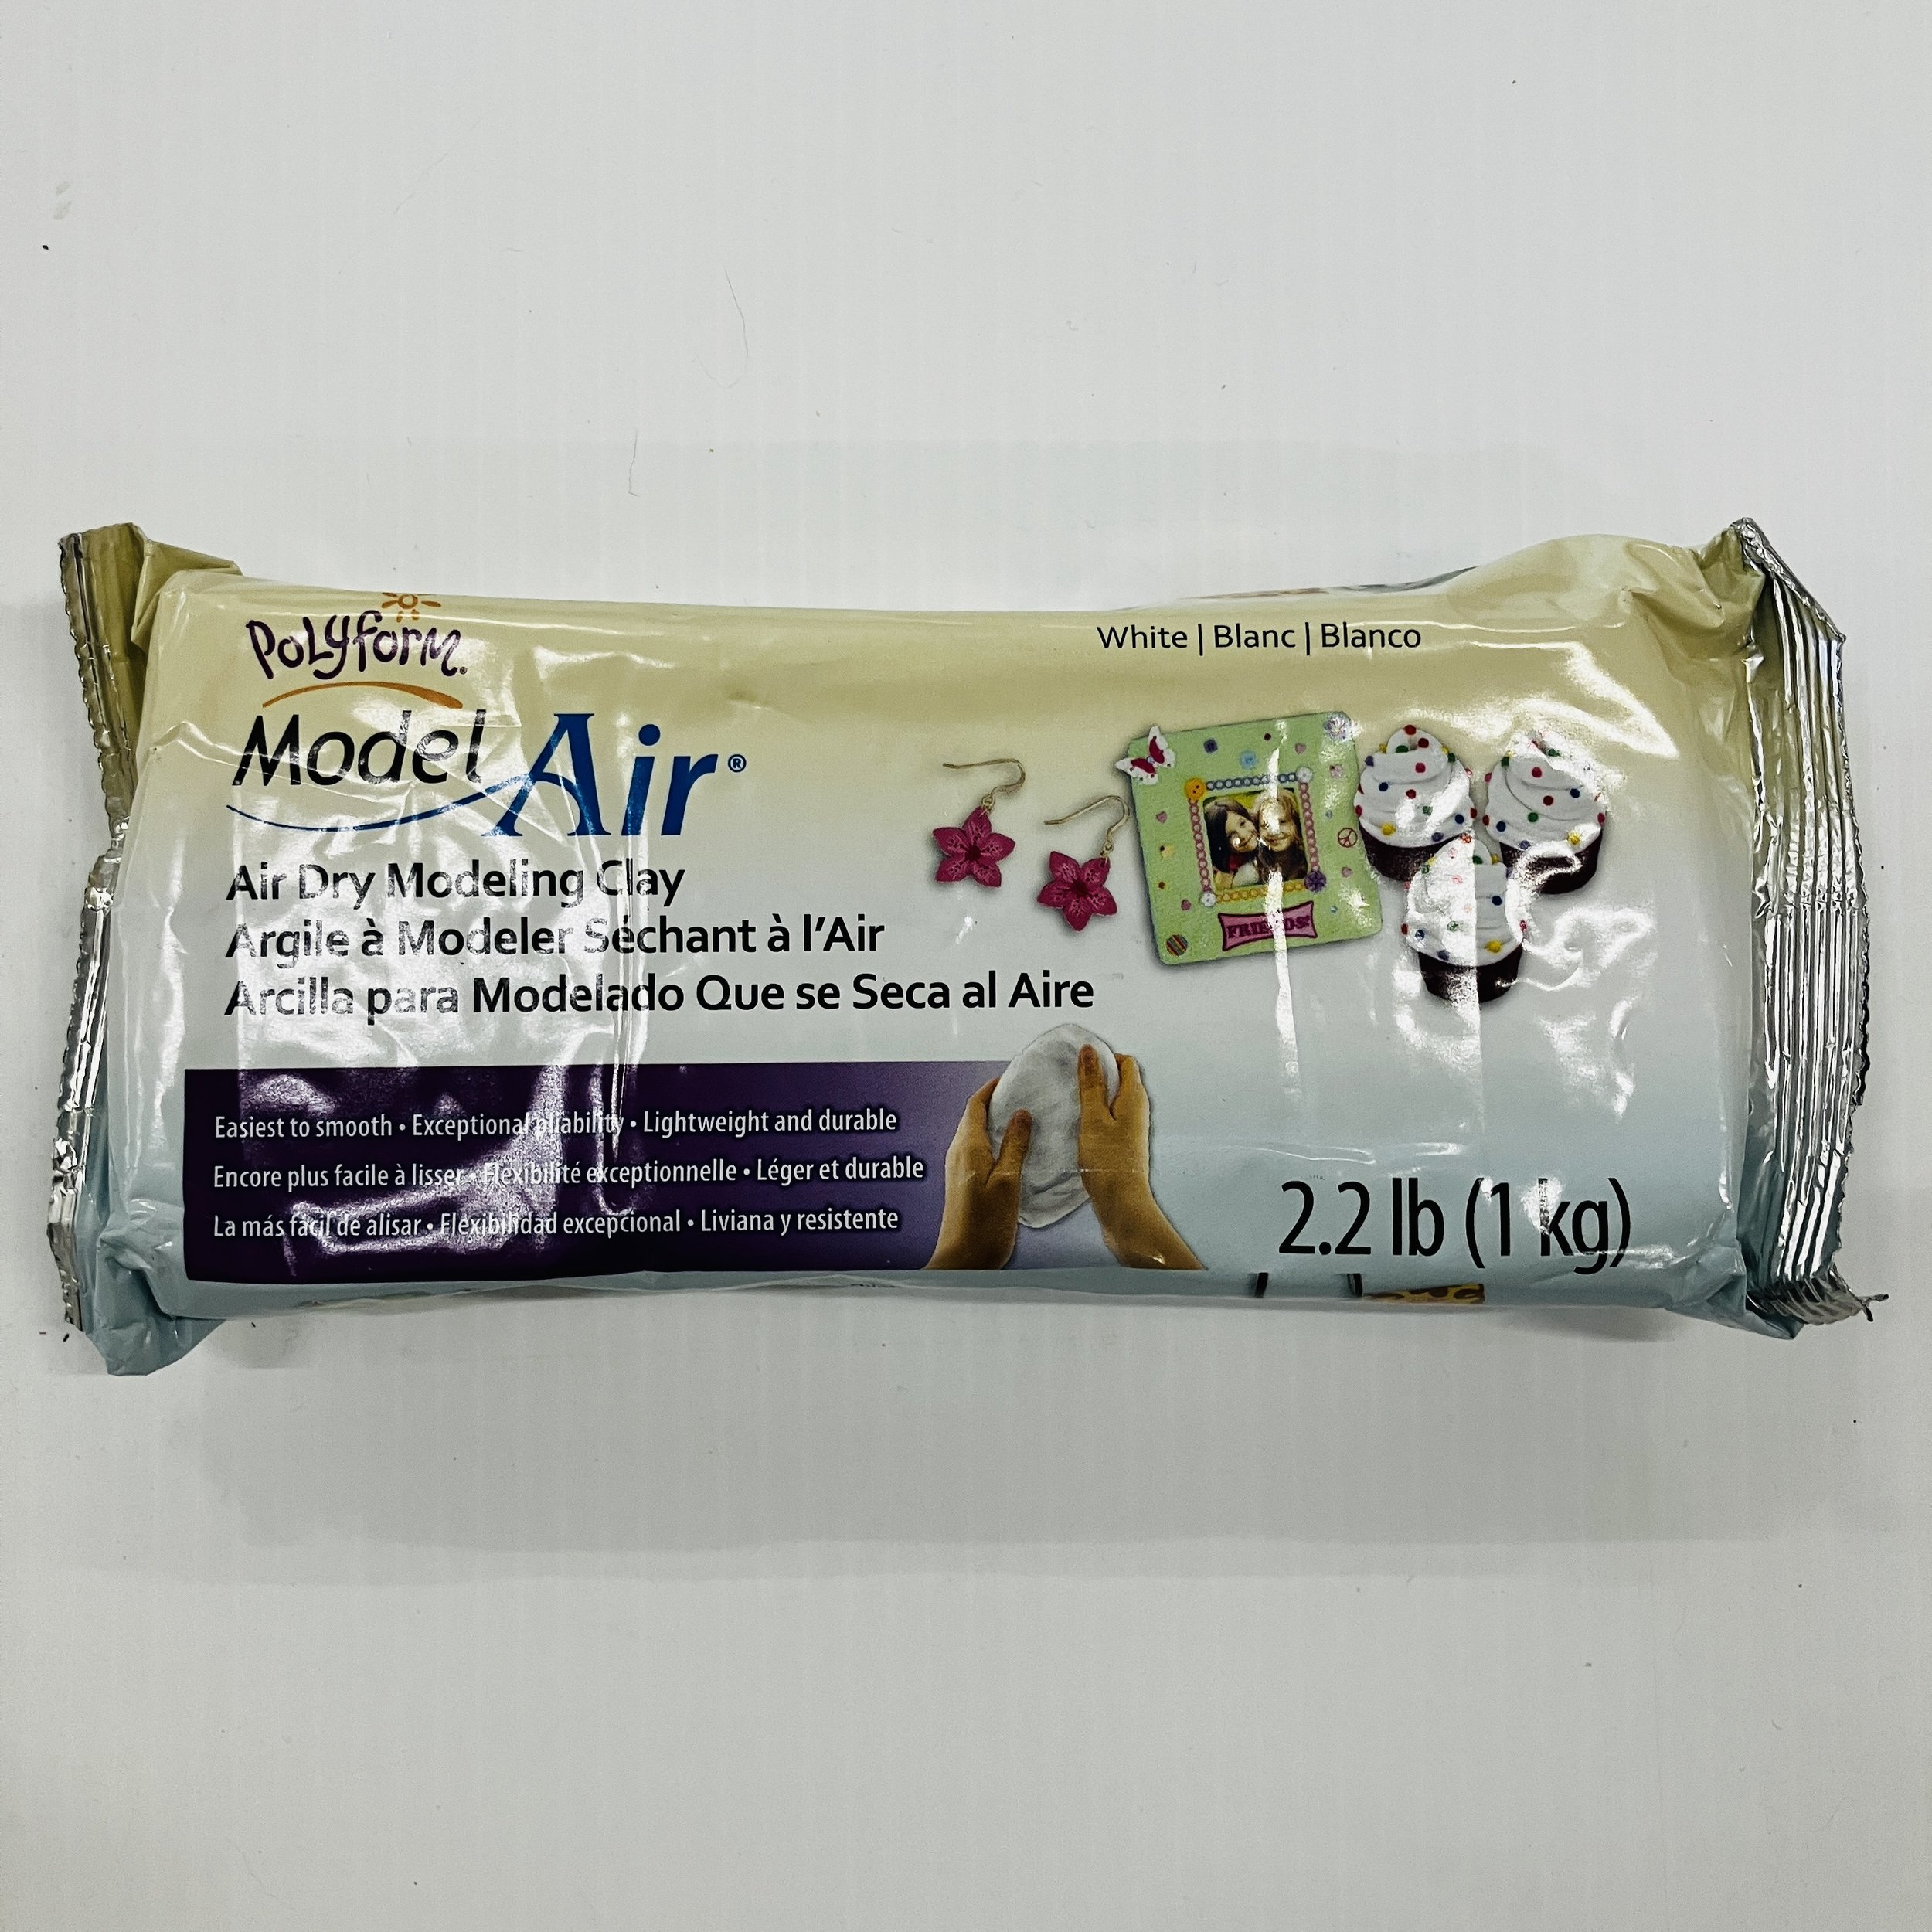 Polyform®
White | Blanc | Blanco
Model Air®
Air Dry Modeling Clay
Argile à Modeler Séchant à l'Air
Arcilla para Modelado Que se Seca al Aire
FRIENDS
Easiest to smooth • Exceptional pliability • Lightweight and durable
Encore plus facile à lisser • Flexibilité exceptionnelle • Léger et durable
La más fácil de alisar • Flexibilidad excepcional • Liviana y resistente
2.2 lb (1 kg)